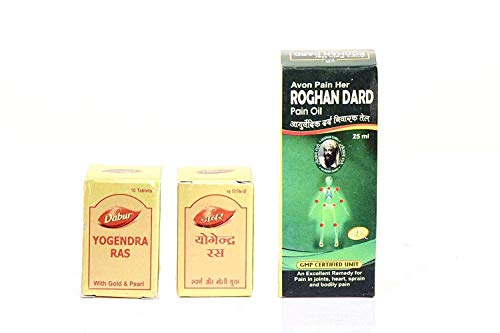 10 Tablets
Dabur
YOGENDRA
RAS
With Gold & Pearl
10 टिकियाँ
डाबर
योगेन्द्र
रस
स्वर्ण और मोती युक्त
Avon Pain Her
ROGHAN DARD
Pain Oil
आयुर्वेदिक दर्द निवारक तेल
25 ml
GMP CERTIFIED UNIT
An Excellent Remedy for
Pain in joints, heart, sprain
and bodily pain